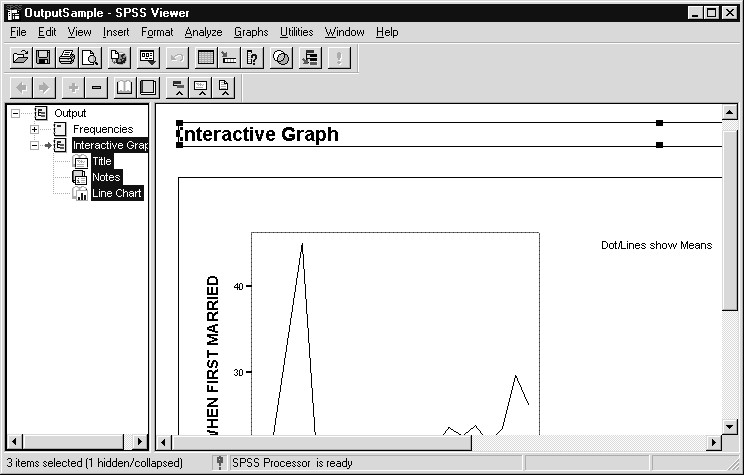 OutputSample - SPSS Viewer
File Edit View Insert Format Analyze Graphs Utilities Window Help
Output
Frequencies
Interactive Grap
Title
Notes
Line Chart
Interactive Graph
Dot/Lines show Means
WHEN FIRST MARRIED
40
30
3 items selected (1 hidden/collapsed)
SPSS Processor is ready